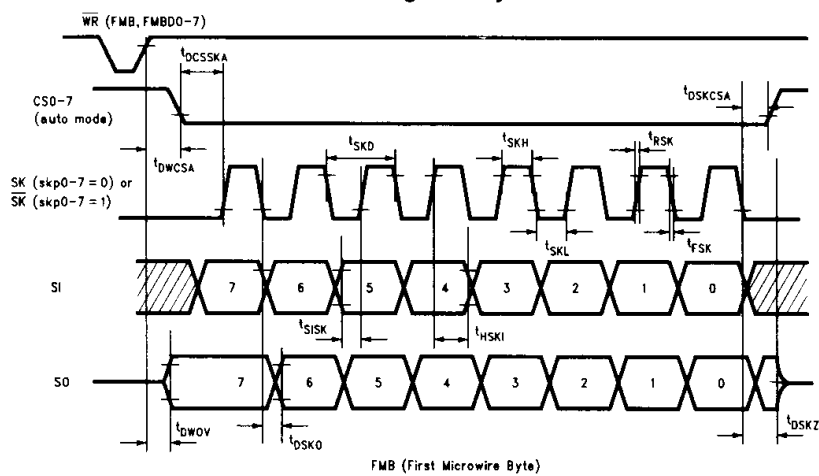 WR (FMB, FMBD0-7)
tDCSSKA
CS0-7
(auto mode)
tDWCSA
tDSKCSA
tSKD
tSKH
tRSK
SK (skp0-7 = 0) or
SK (skp0-7 = 1)
tSKL
tFSK
SI
7 6 5 4 3 2 1 0
tSISK
tHSKI
SO
7 6 5 4 3 2 1 0
tDWOV
tDSKO
tDSKZ
FMB (First Microwire Byte)